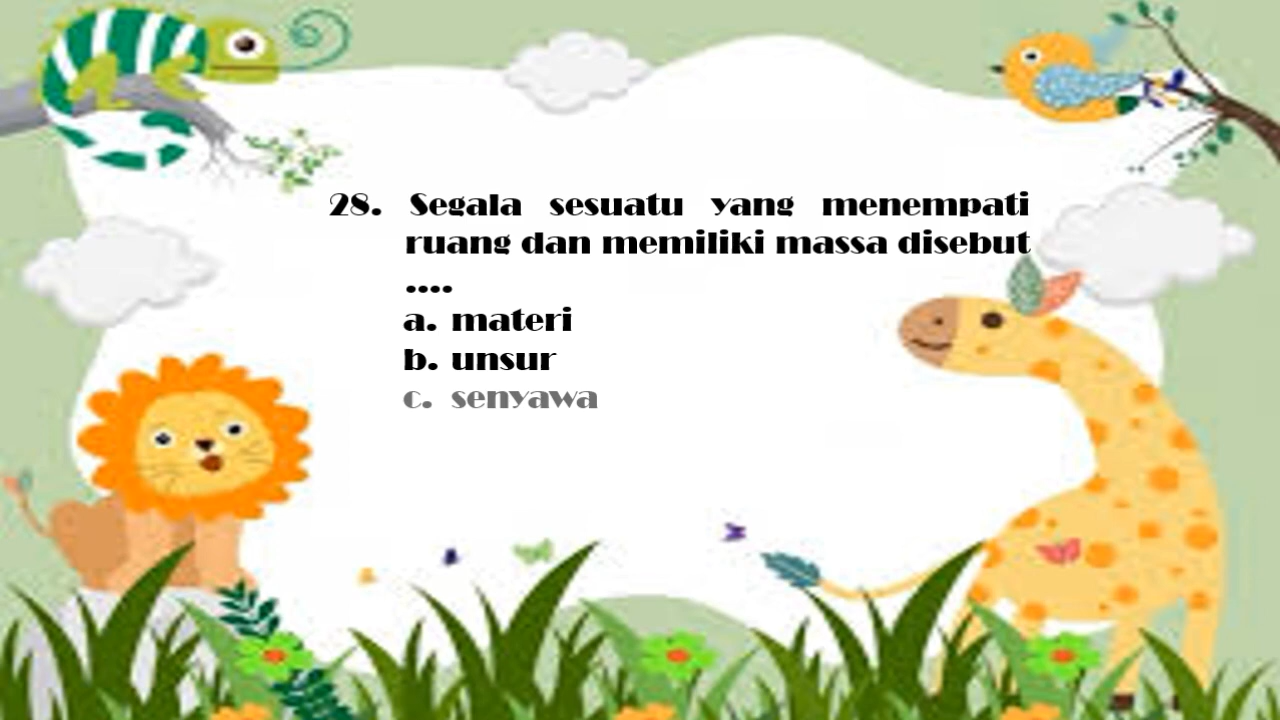 28. Segala sesuatu yang menempati
ruang dan memiliki massa disebut
....
a. materi
b. unsur
c. senyawa